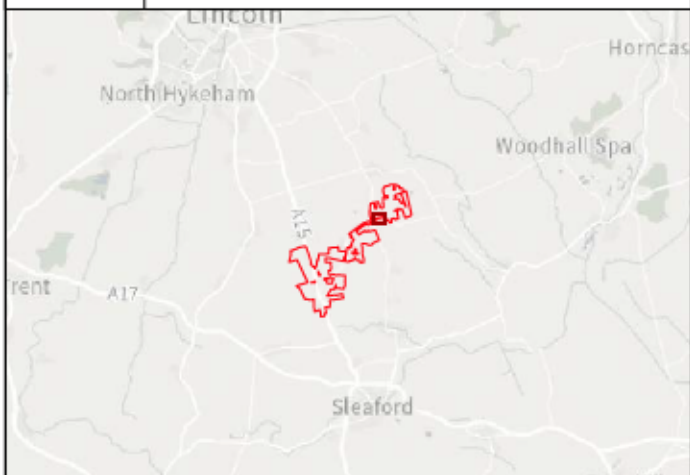 Lincoln
Horncas
North Hykeham
Woodhall Spa
A15
rent
A17
Sleaford